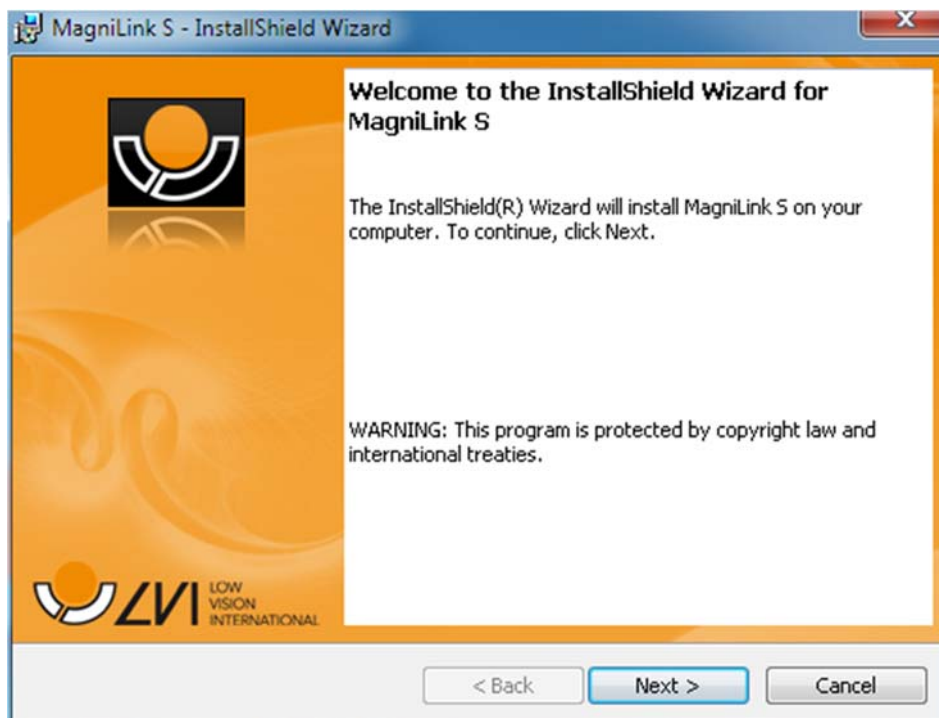 MagniLink S - InstallShield Wizard
Welcome to the InstallShield Wizard for
MagniLink S
The InstallShield(R) Wizard will install MagniLink S on your
computer. To continue, click Next.
WARNING: This program is protected by copyright law and
international treaties.
LVI
LOW
VISION
INTERNATIONAL
< Back
Next >
Cancel